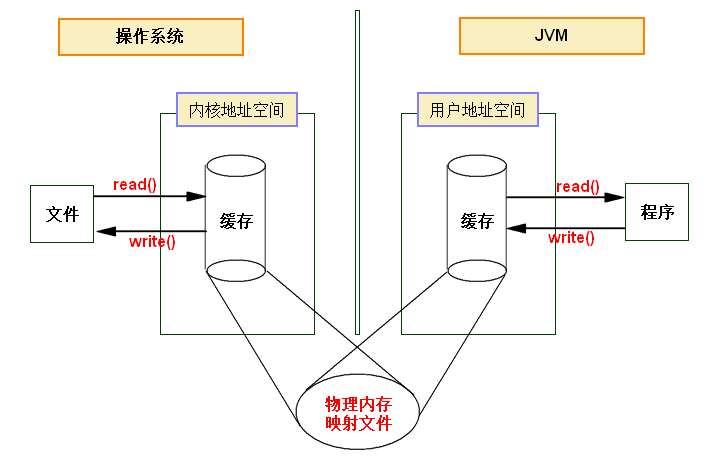 操作系统
JVM
内核地址空间
用户地址空间
read()
read()
文件
缓存
缓存
程序
write()
write()
物理内存
映射文件